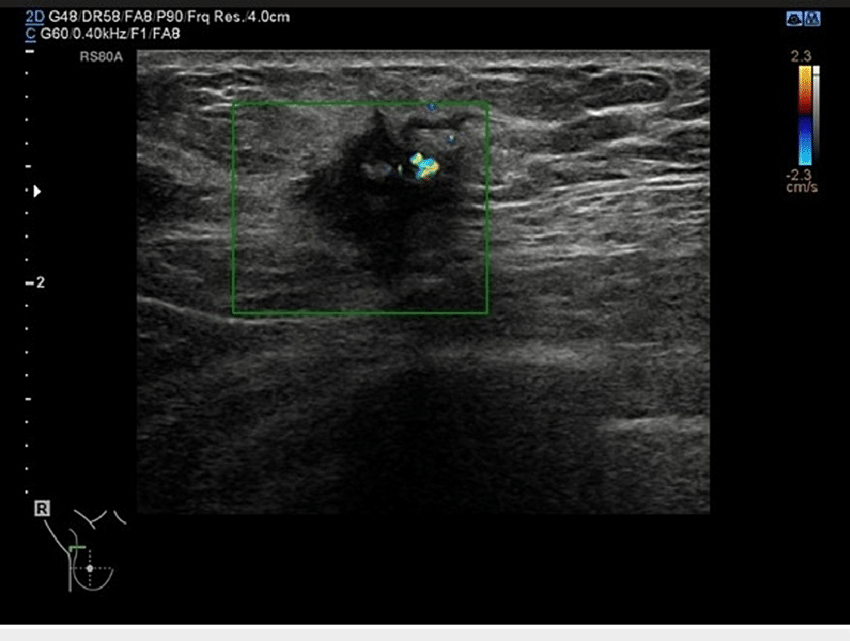 2D G48/DR58/FA8/P90/Frq Res./4.0cm
C G60/0.40kHz/F1/FA8
RS80A
2.3
-2.3
cm/s
2
R